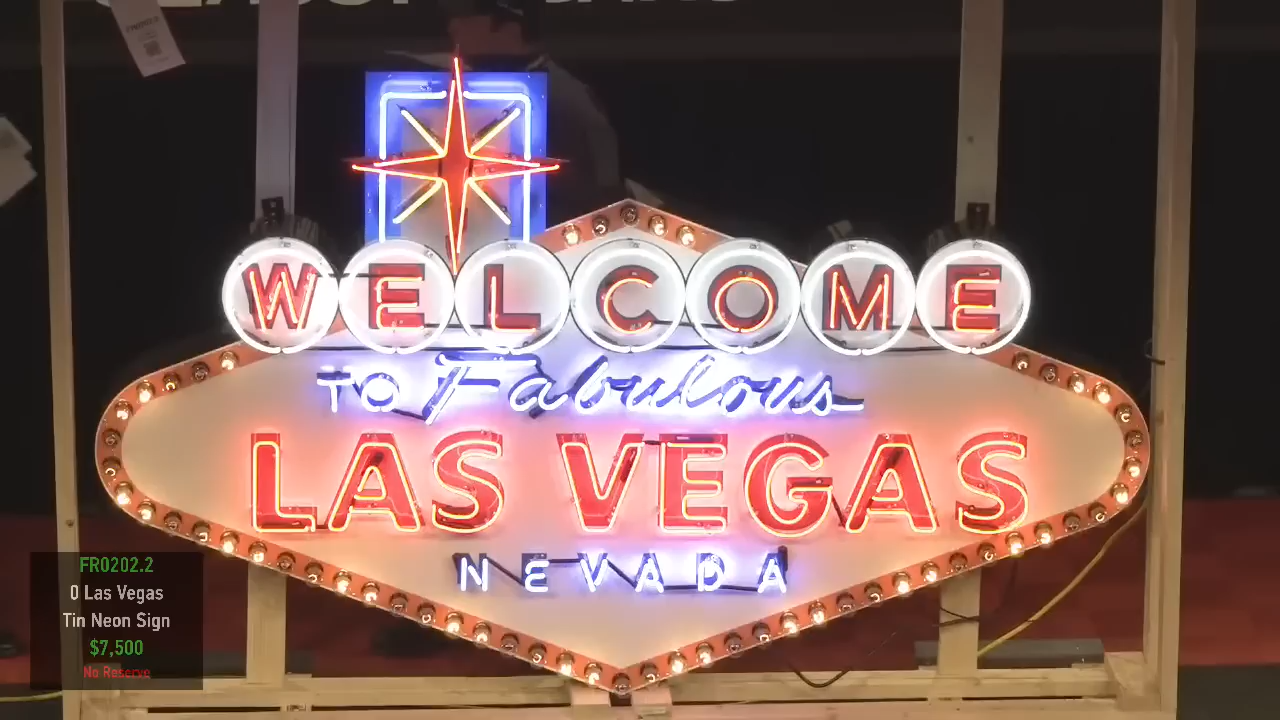 WELCOME
TO Fabulous
LAS VEGAS
NEVADA
FR0202.2
0 Las Vegas
Tin Neon Sign
$7,500
No Reserve